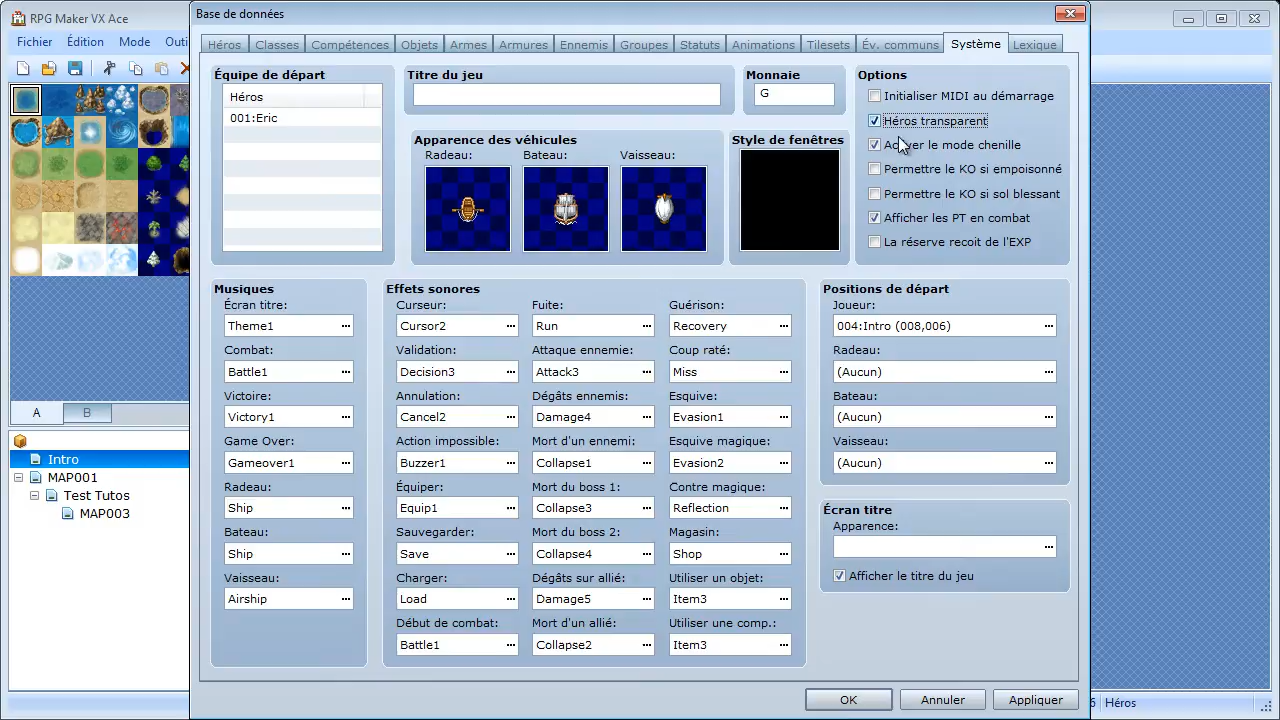 RPG Maker VX Ace
Fichier Édition Mode Outi
A B
Intro
MAP001
Test Tutos
MAP003
Base de données
Héros Classes Compétences Objets Armes Armures Ennemis Groupes Statuts Animations Tilesets Év. communs Système Lexique
Équipe de départ
Héros
001:Eric
Titre du jeu
Monnaie
G
Apparence des véhicules
Radeau: Bateau: Vaisseau:
Style de fenêtres
Options
Initialiser MIDI au démarrage
Héros transparent
le mode chenille
Permettre le KO si empoisonné
Permettre le KO si sol blessant
Afficher les PT en combat
La réserve recoit de l'EXP
Musiques
Écran titre:
Theme1 ...
Combat:
Battle1 ...
Victoire:
Victory1 ...
Game Over:
Gameover1 ...
Radeau:
Ship ...
Bateau:
Ship ...
Vaisseau:
Airship ...
Effets sonores
Curseur: Fuite: Guérison:
Cursor2 ... Run ... Recovery ...
Validation: Attaque ennemie: Coup raté:
Decision3 ... Attack3 ... Miss ...
Annulation: Dégâts ennemis: Esquive:
Cancel2 ... Damage4 ... Evasion1 ...
Action impossible: Mort d'un ennemi: Esquive magique:
Buzzer1 ... Collapse1 ... Evasion2 ...
Équiper: Mort du boss 1: Contre magique:
Equip1 ... Collapse3 ... Reflection ...
Sauvegarder: Mort du boss 2: Magasin:
Save ... Collapse4 ... Shop ...
Charger: Dégâts sur allié: Utiliser un objet:
Load ... Damage5 ... Item3 ...
Début de combat: Mort d'un allié: Utiliser une comp.:
Battle1 ... Collapse2 ... Item3 ...
Positions de départ
Joueur:
004:Intro (008,006) ...
Radeau:
(Aucun) ...
Bateau:
(Aucun) ...
Vaisseau:
(Aucun) ...
Écran titre
Apparence:
...
Afficher le titre du jeu
OK Annuler Appliquer
Héros